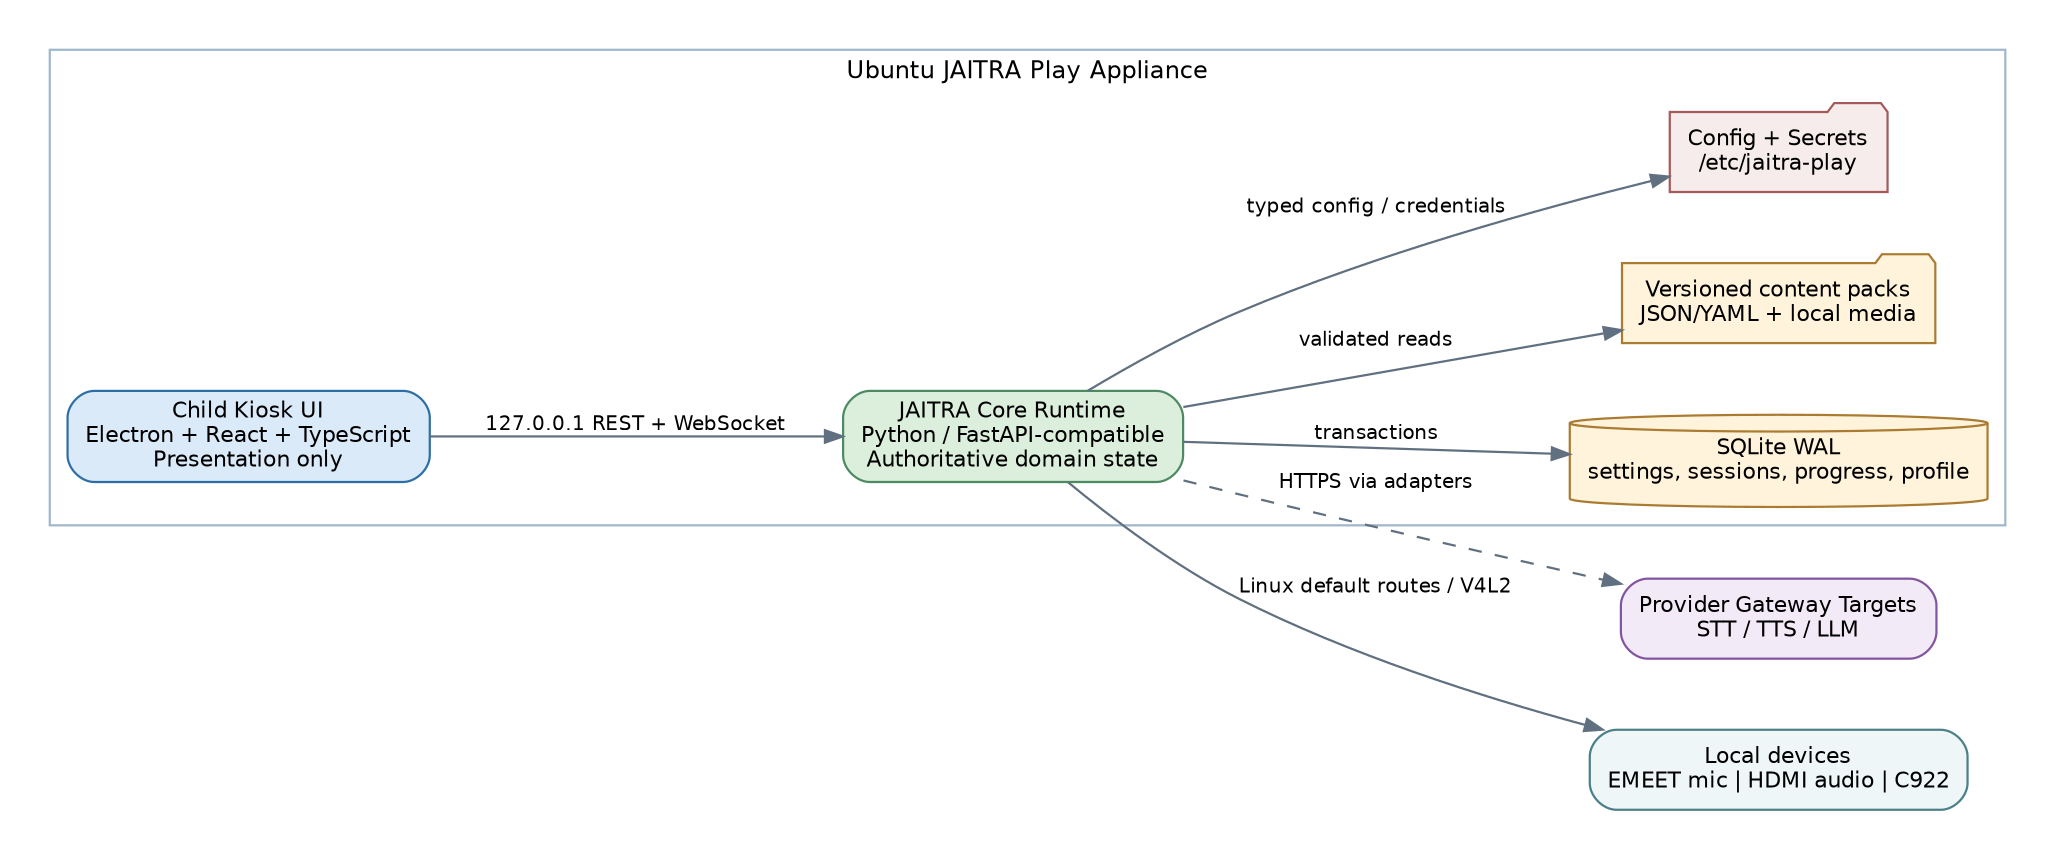 Ubuntu JAITRA Play Appliance
Config + Secrets
/etc/jaitra-play
typed config / credentials
Versioned content packs
JSON/YAML + local media
validated reads
Child Kiosk UI
Electron + React + TypeScript
Presentation only
127.0.0.1 REST + WebSocket
JAITRA Core Runtime
Python / FastAPI-compatible
Authoritative domain state
transactions
SQLite WAL
settings, sessions, progress, profile
HTTPS via adapters
Linux default routes / V4L2
Provider Gateway Targets
STT / TTS / LLM
Local devices
EMEET mic | HDMI audio | C922